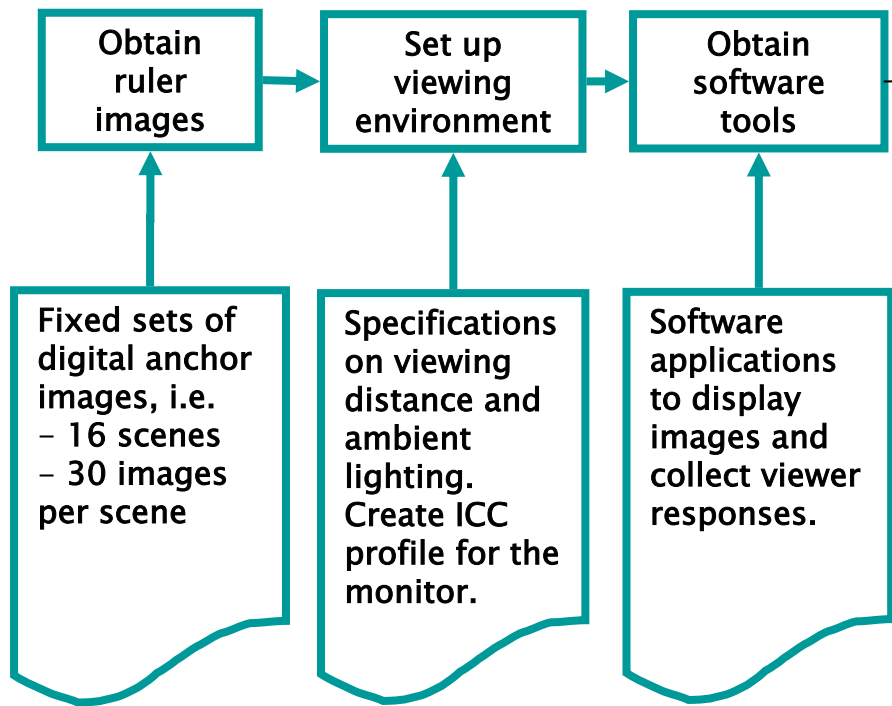 Obtain
ruler
images
Set up
viewing
environment
Obtain
software
tools
Fixed sets of
digital anchor
images, i.e.
– 16 scenes
– 30 images
per scene
Specifications
on viewing
distance and
ambient
lighting.
Create ICC
profile for the
monitor.
Software
applications
to display
images and
collect viewer
responses.